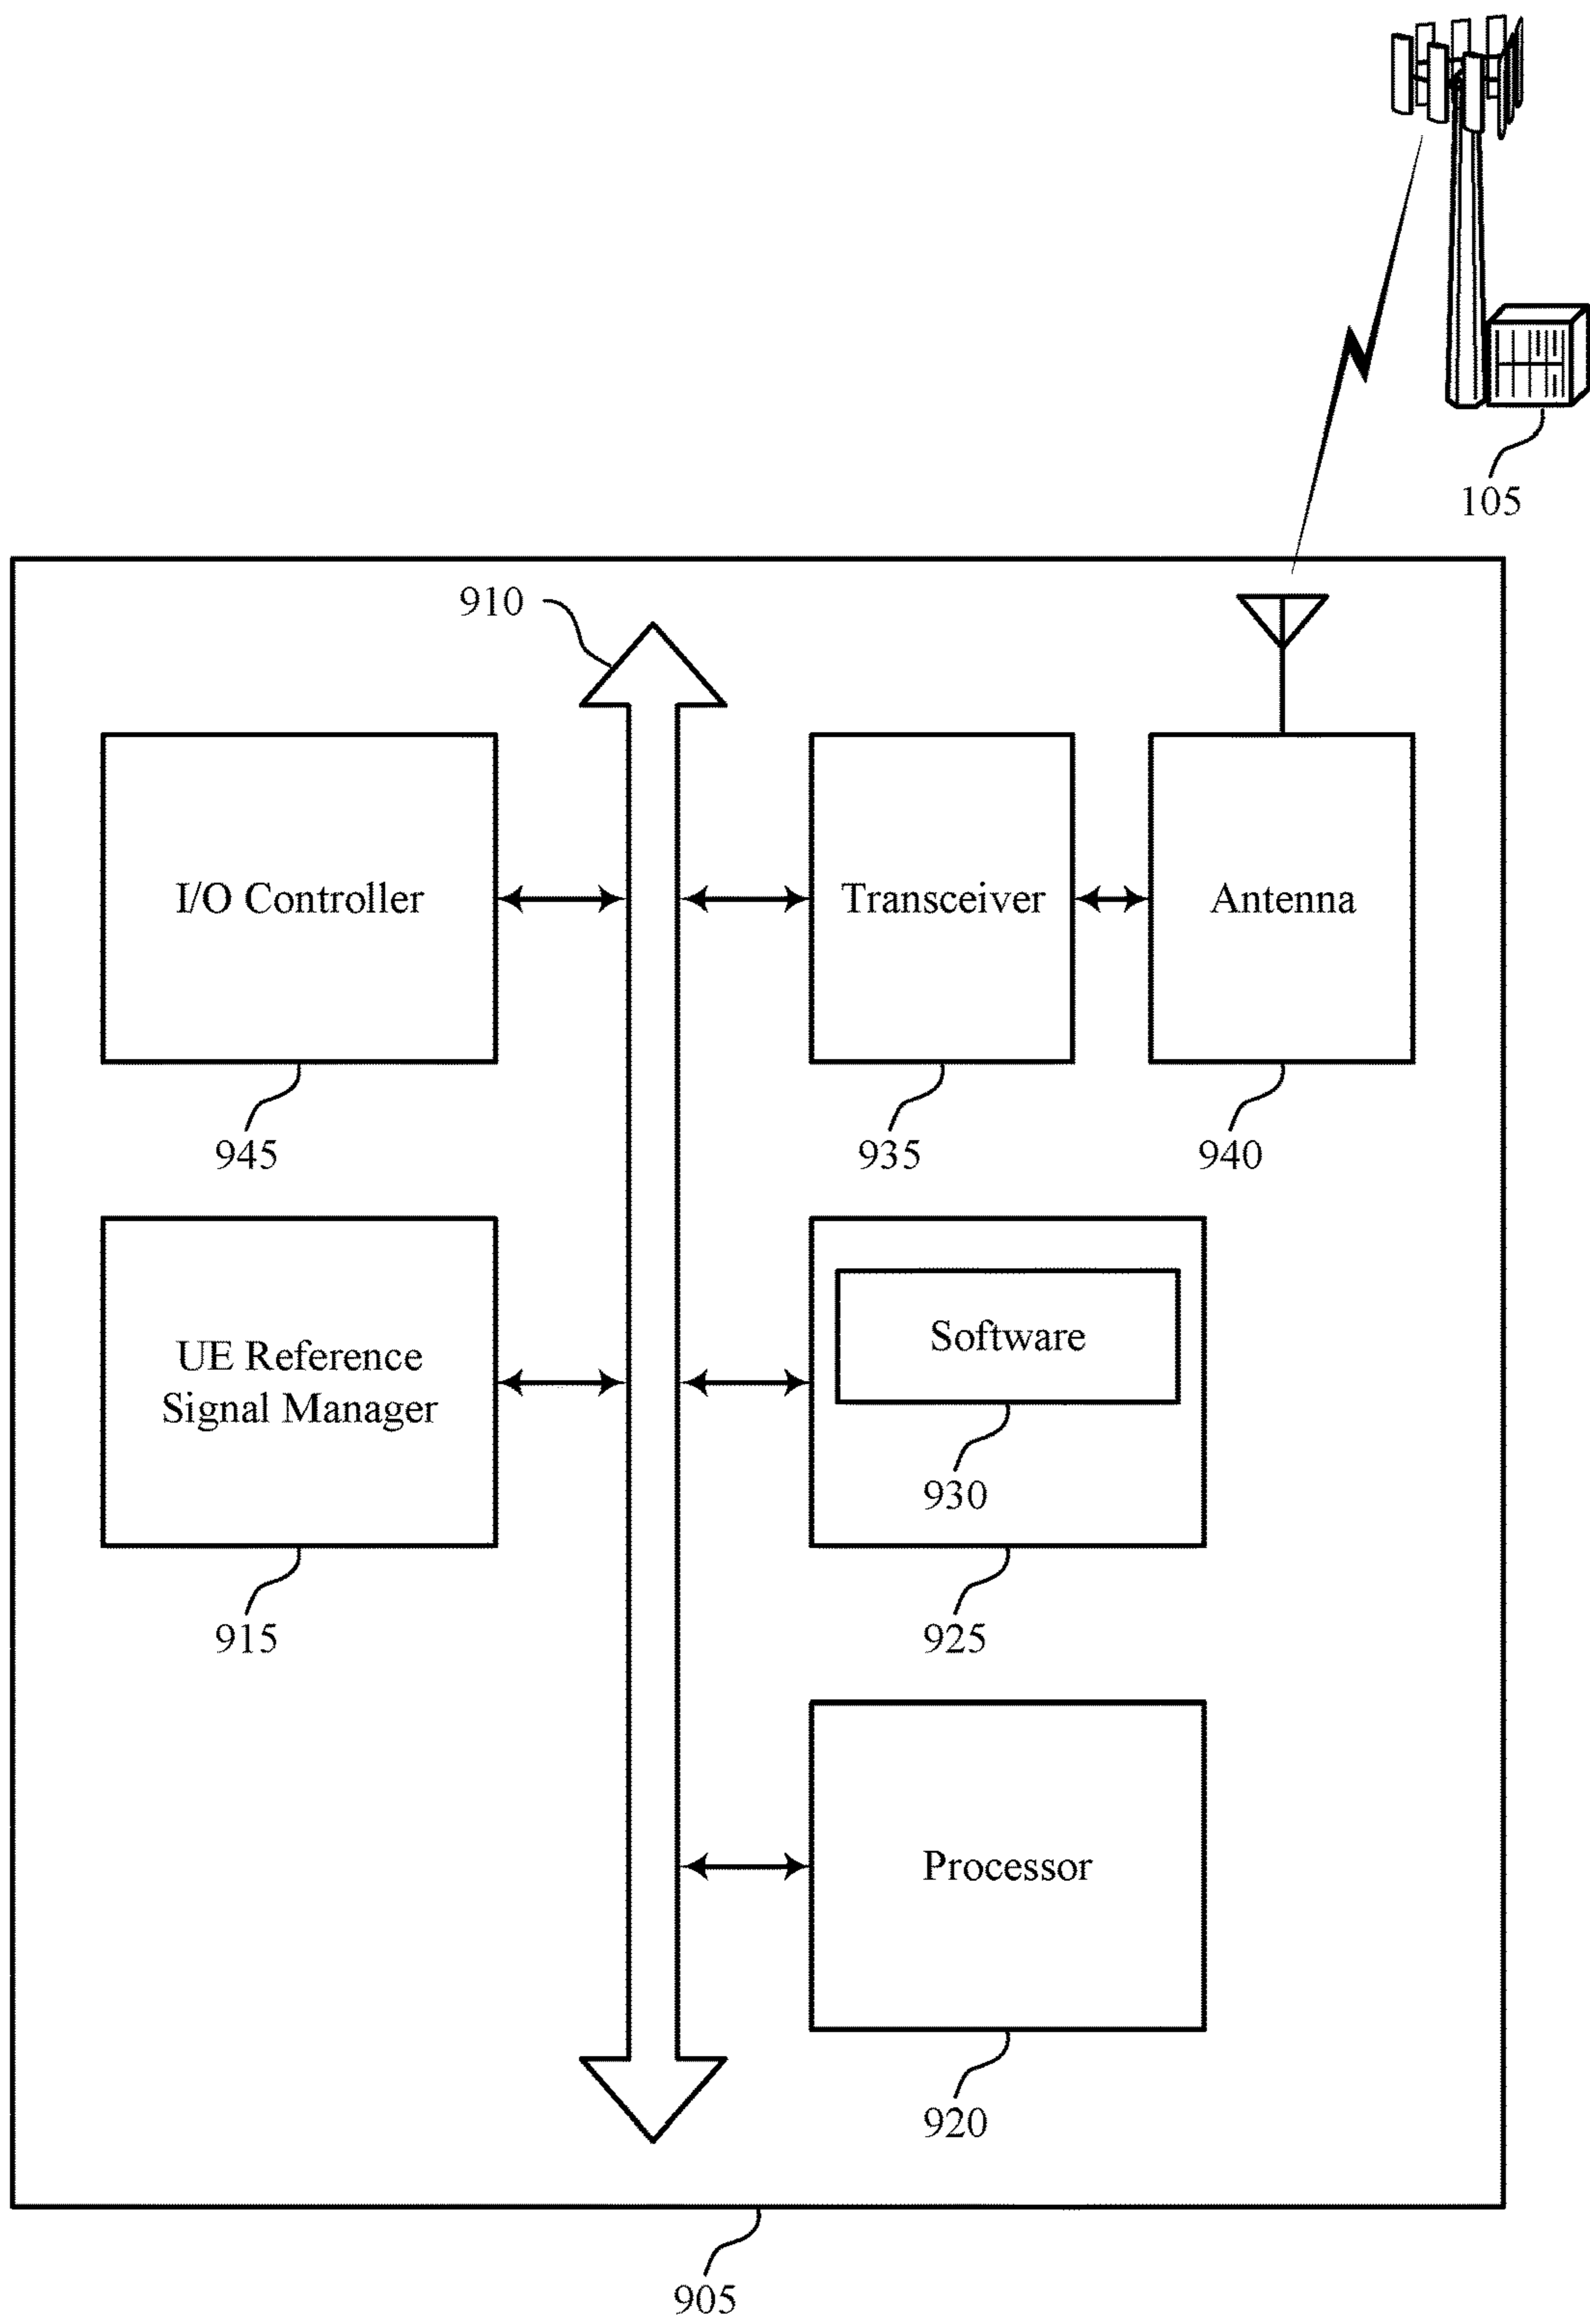 105
910
I/O Controller
Transceiver
Antenna
945
935
940
UE Reference
Signal Manager
Software
930
915
925
Processor
920
905